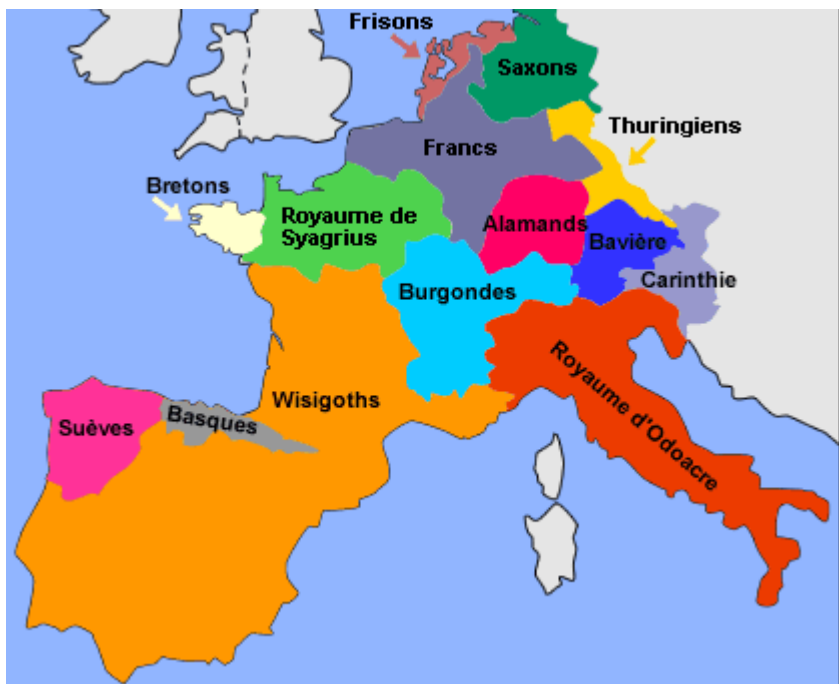 Frisons
Saxons
Thuringiens
Francs
Bretons
Royaume de
Syagrius
Alamands
Bavière
Carinthie
Burgondes
Wisigoths
Royaume d'Odoacre
Suèves
Basques